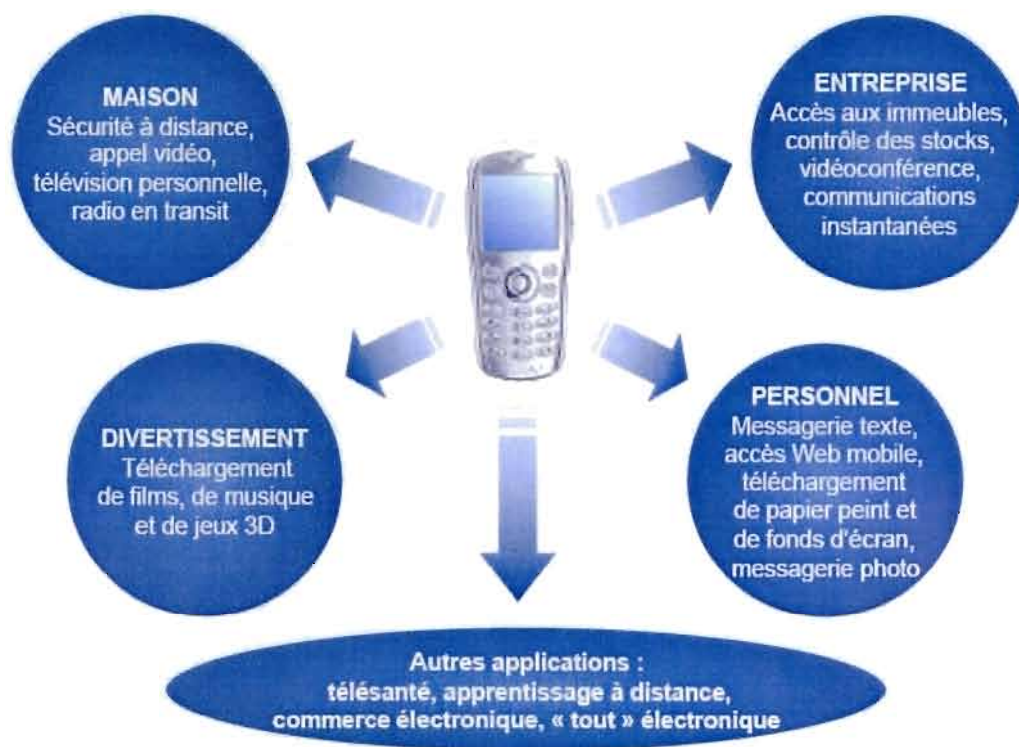 MAISON
Sécurité à distance,
appel vidéo,
télévision personnelle,
radio en transit
ENTREPRISE
Accès aux immeubles,
contrôle des stocks,
vidéoconférence,
communications
instantanées
DIVERTISSEMENT
Téléchargement
de films, de musique
et de jeux 3D
PERSONNEL
Messagerie texte,
accès Web mobile,
téléchargement
de papier peint et
de fonds d'écran,
messagerie photo
Autres applications :
télésanté, apprentissage à distance,
commerce électronique, « tout » électronique